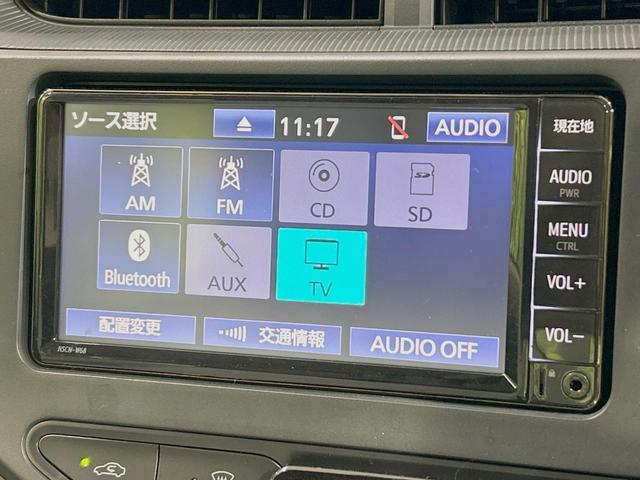 ソース選択
11:17
AUDIO
現在地
AM
FM
CD
SD
AUDIO
PWR
Bluetooth
AUX
TV
MENU
CTRL
VOL+
配置変更
交通情報
AUDIO OFF
VOL−
NSCN-W68